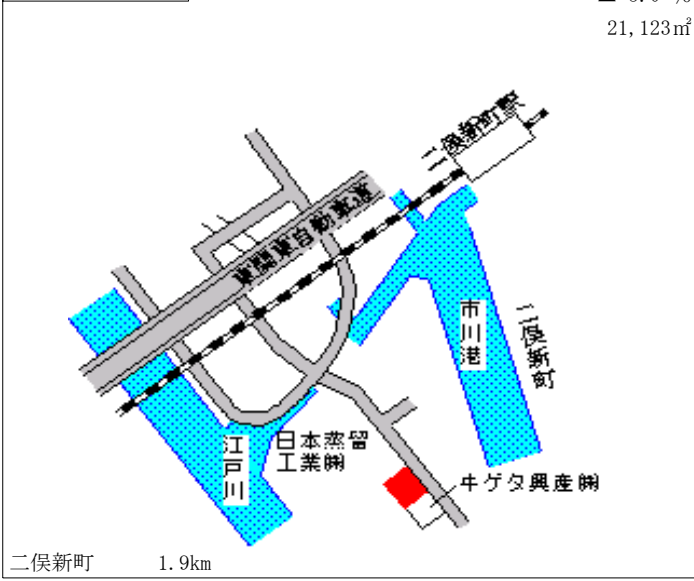 21,123㎡
二俣新町駅
東関東自動車道
市川港
二俣新町
江戸川
日本蒸留
工業㈱
キゲタ興産㈱
二俣新町 1.9km